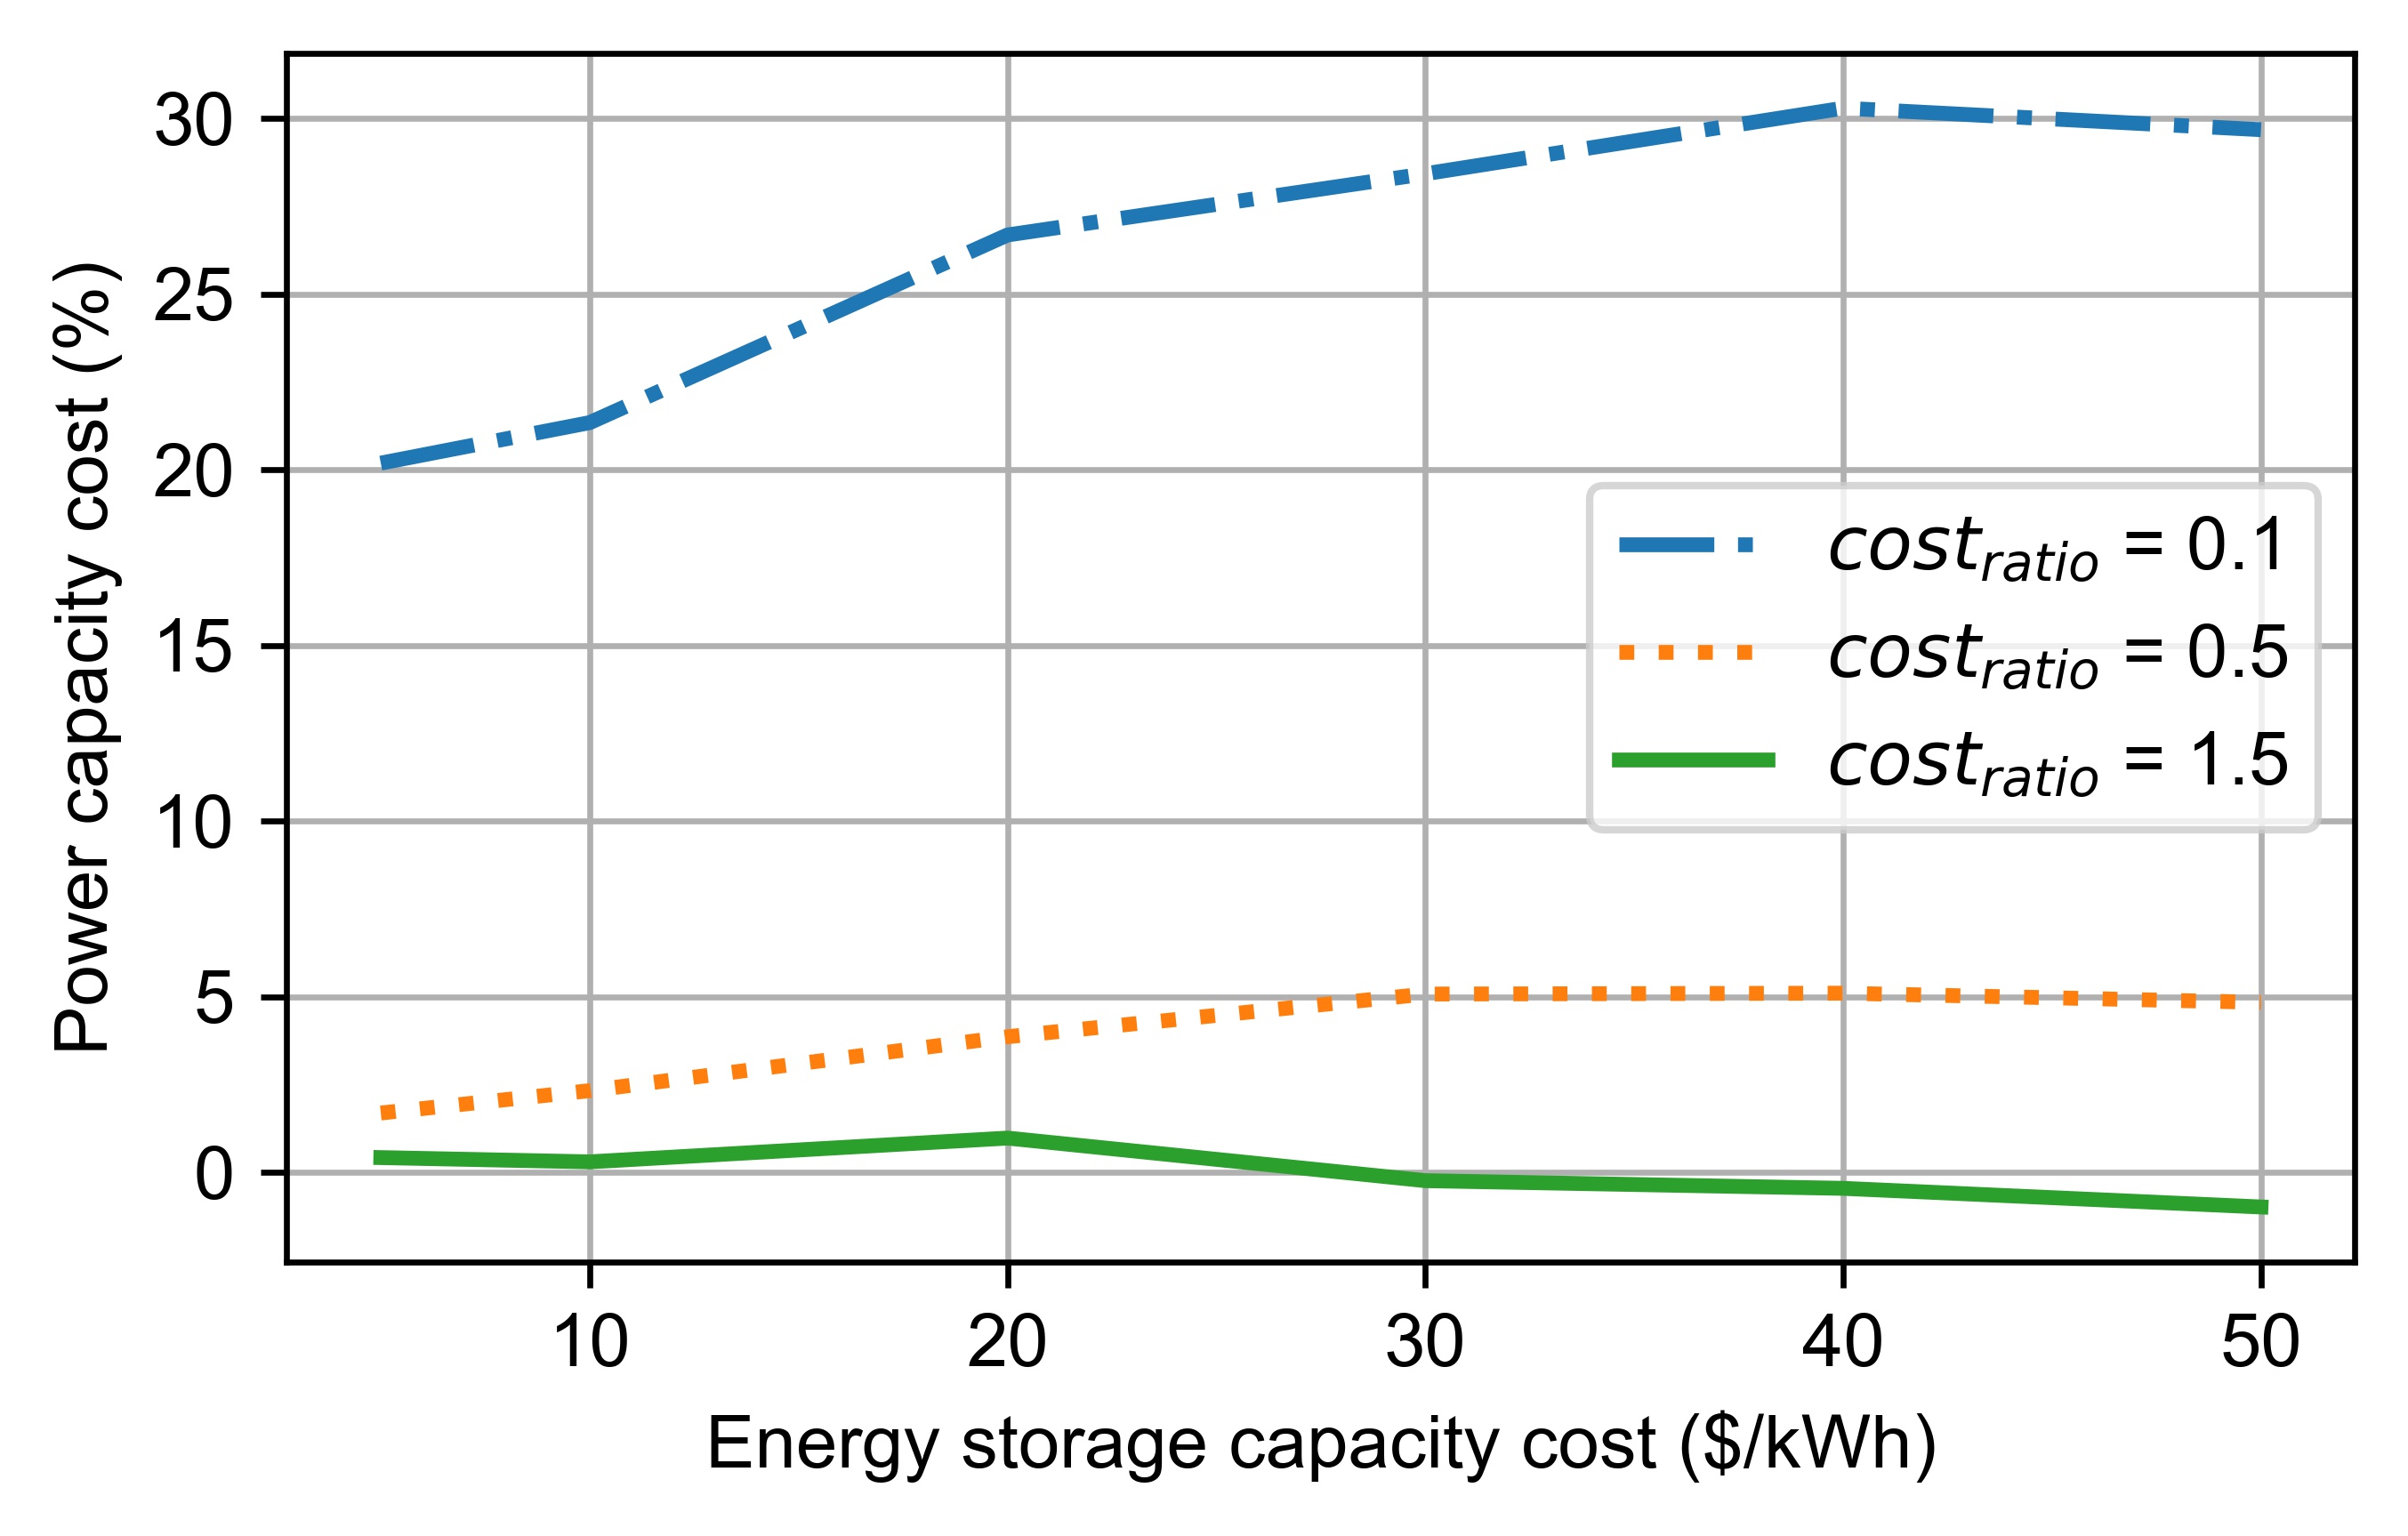 Power capacity cost (%)
30
25
20
15
10
5
0
cost_ratio = 0.1
cost_ratio = 0.5
cost_ratio = 1.5
10 20 30 40 50
Energy storage capacity cost ($/kWh)